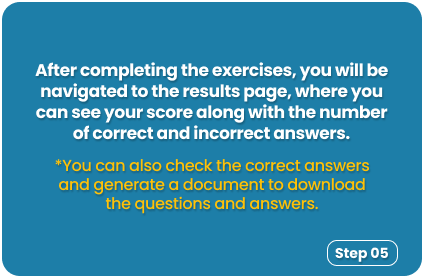 After completing the exercises, you will be
navigated to the results page, where you
can see your score along with the number
of correct and incorrect answers.
*You can also check the correct answers
and generate a document to download
the questions and answers.
Step 05